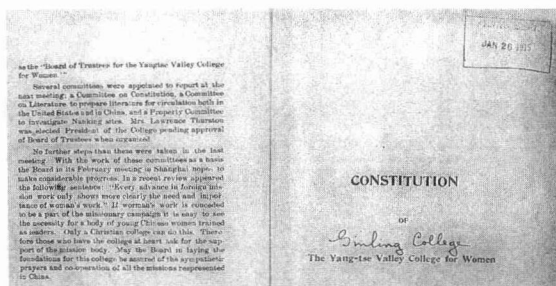 as the "Board of Trustees for the Yangtse Valley College
for Women."
Several committees were appointed to report at the
next meeting; a Committee on Constitution, a Committee
on Literature to prepare literature for circulation both in
the United States and in China, and a Property Committee
to investigate Nanking sites. Mrs. Lawrence Thurston
was elected President of the College pending approval
of Board of Trustees when organized.
No further steps than these were taken in the last
meeting. With the work of these committees as a basis
the Board in its February meeting in Shanghai hopes to
make considerable progress. In a recent review appeared
the following sentence: "Every advance in foreign mis-
sion work only shows more clearly the need and impor-
tance of woman's work." If woman's work is conceded
to be a part of the missionary campaign it is easy to see
the necessity for a body of young Chinese women trained
as leaders. Only a Christian college can do this. There-
fore those who have the college at heart ask for the sup-
port of the mission body. May the Board in laying the
foundations for this college be assured of the sympathetic
prayers and co-operation of all the missions respresented
in China.
JAN 26 1915
CONSTITUTION
OF
Ginling College
The Yang-tse Valley College for Women